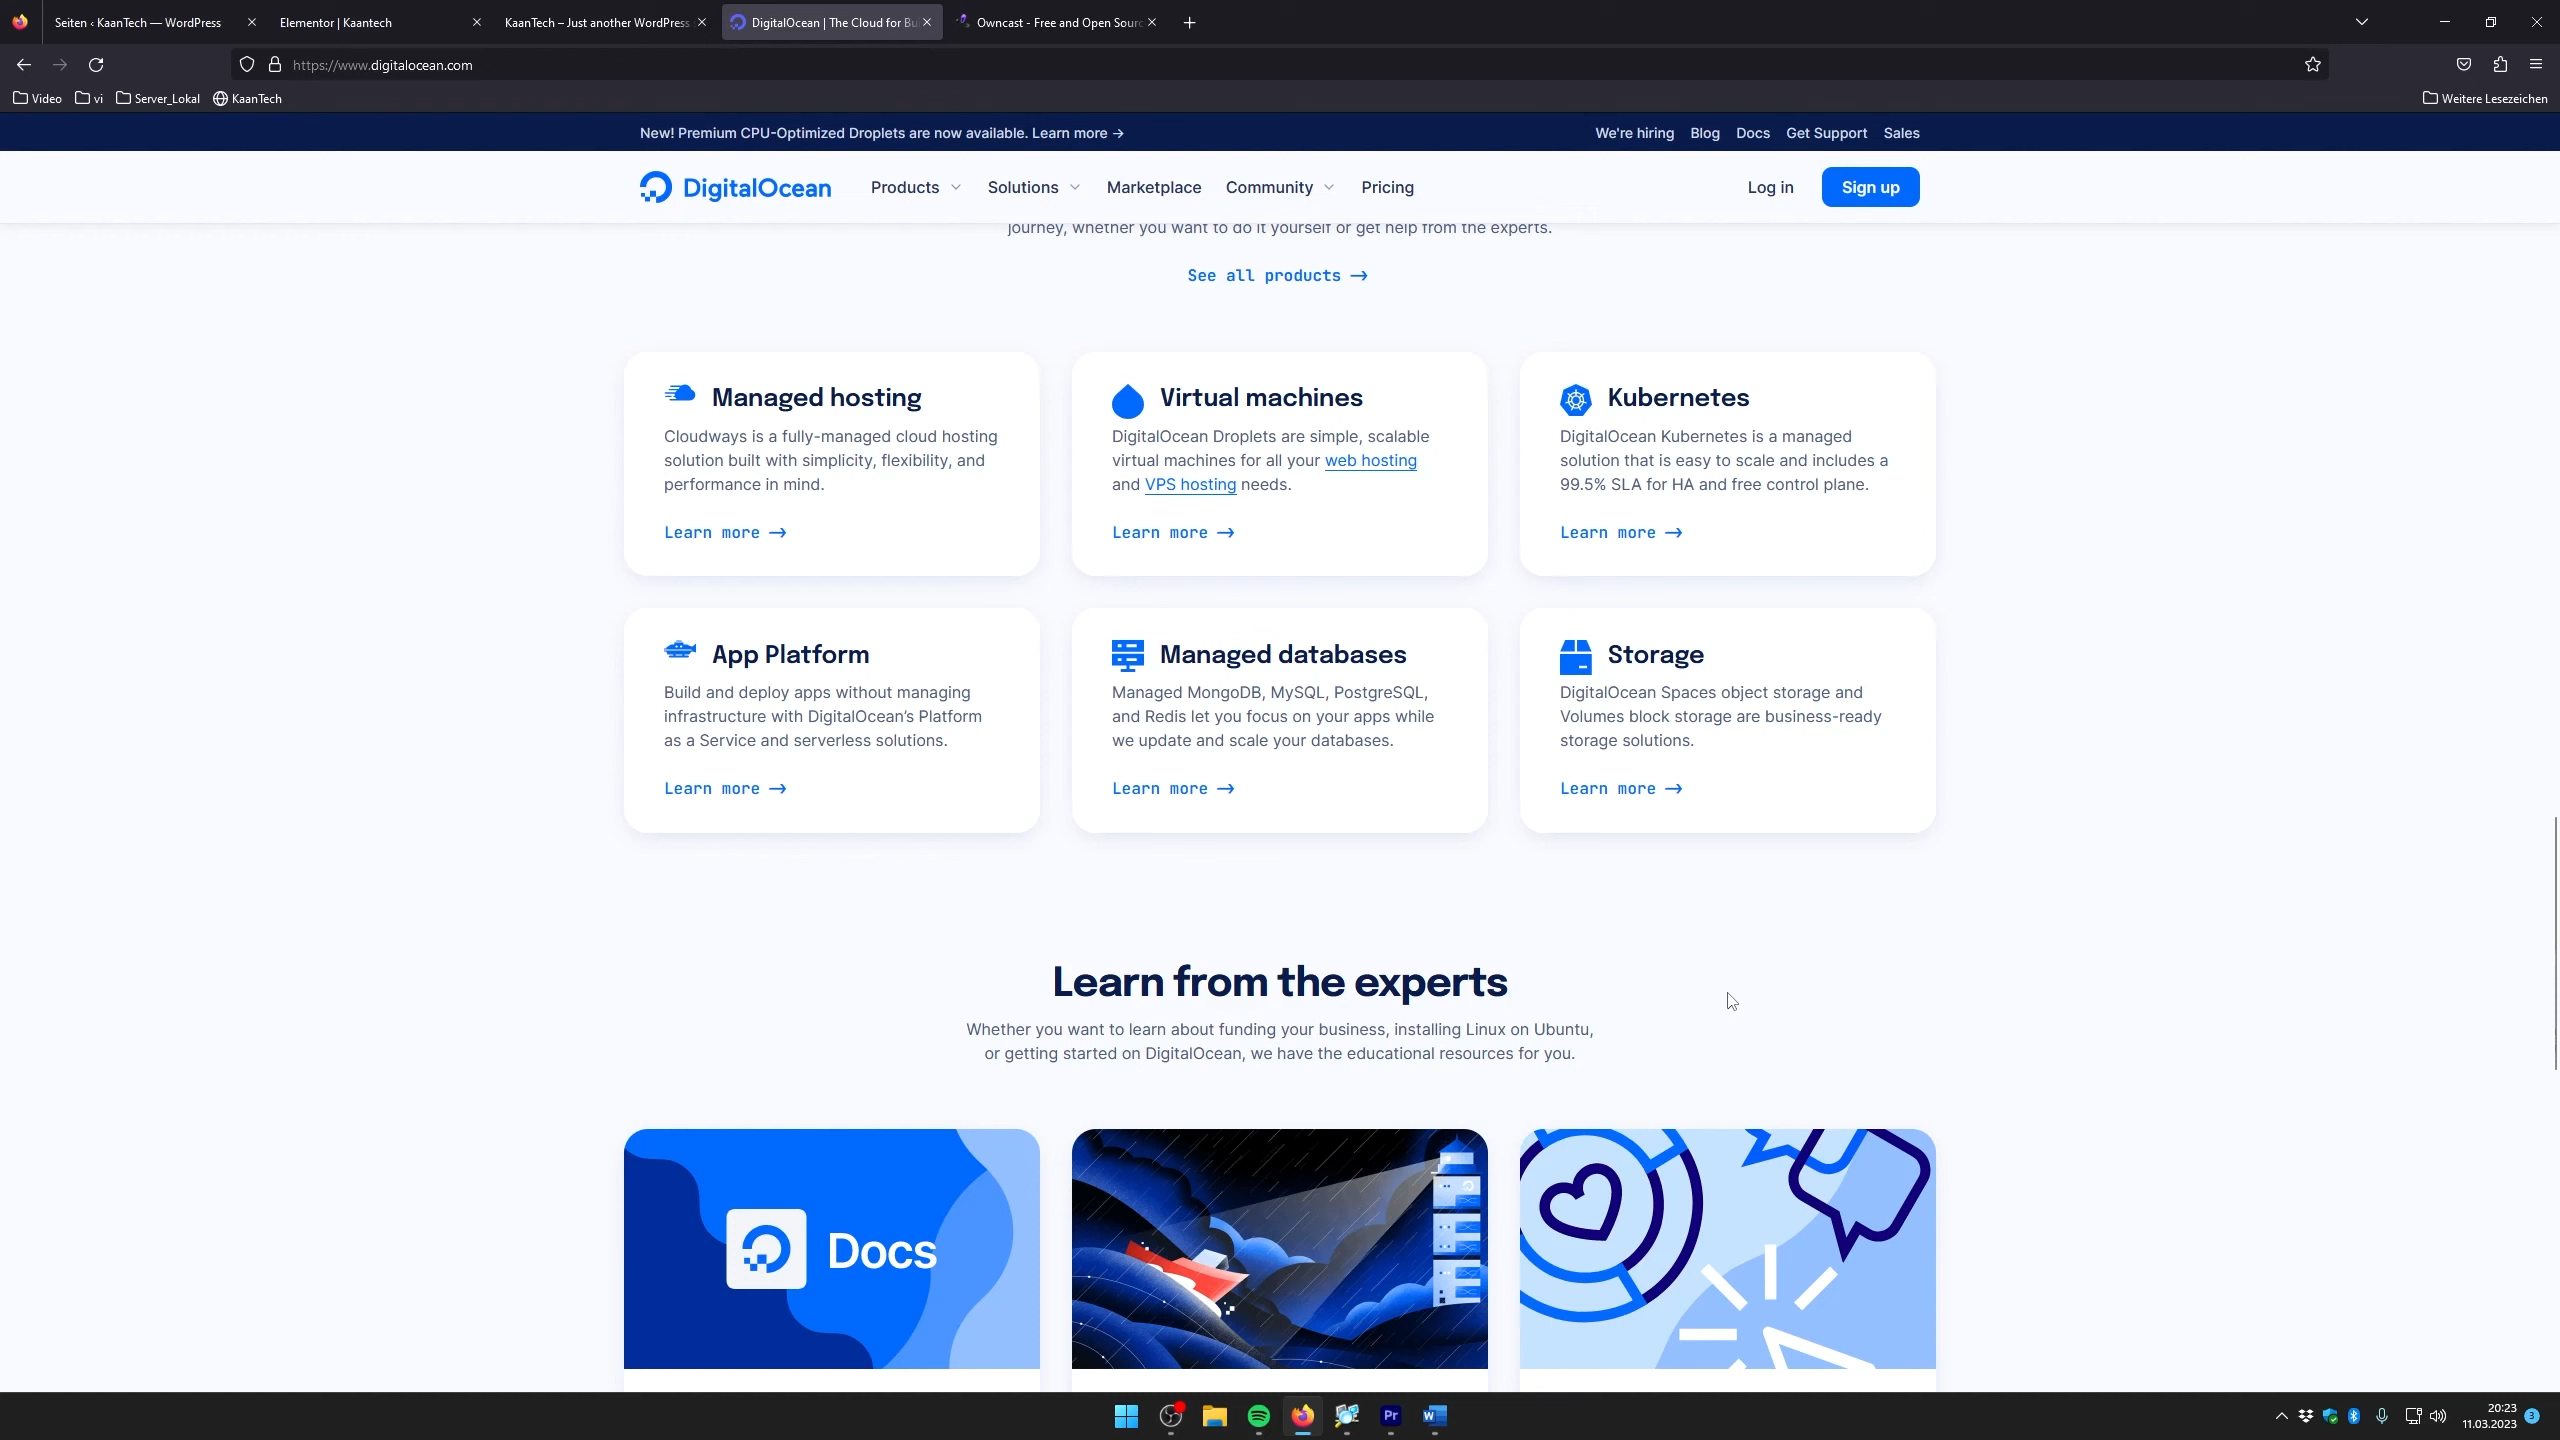 Seiten ‹ KaanTech — WordPress
Elementor | Kaantech
KaanTech – Just another WordPress
DigitalOcean | The Cloud for Bu
Owncast - Free and Open Sourc
https://www.digitalocean.com
Video
vi
Server_Lokal
KaanTech
Weitere Lesezeichen
New! Premium CPU-Optimized Droplets are now available. Learn more →
We're hiring
Blog
Docs
Get Support
Sales
DigitalOcean
Products
Solutions
Marketplace
Community
Pricing
Log in
Sign up
journey, whether you want to do it yourself or get help from the experts.
See all products →
Managed hosting
Cloudways is a fully-managed cloud hosting
solution built with simplicity, flexibility, and
performance in mind.
Learn more →
Virtual machines
DigitalOcean Droplets are simple, scalable
virtual machines for all your web hosting
and VPS hosting needs.
Learn more →
Kubernetes
DigitalOcean Kubernetes is a managed
solution that is easy to scale and includes a
99.5% SLA for HA and free control plane.
Learn more →
App Platform
Build and deploy apps without managing
infrastructure with DigitalOcean’s Platform
as a Service and serverless solutions.
Learn more →
Managed databases
Managed MongoDB, MySQL, PostgreSQL,
and Redis let you focus on your apps while
we update and scale your databases.
Learn more →
Storage
DigitalOcean Spaces object storage and
Volumes block storage are business-ready
storage solutions.
Learn more →
Learn from the experts
Whether you want to learn about funding your business, installing Linux on Ubuntu,
or getting started on DigitalOcean, we have the educational resources for you.
Docs
Pr
W
20:23
11.03.2023
3